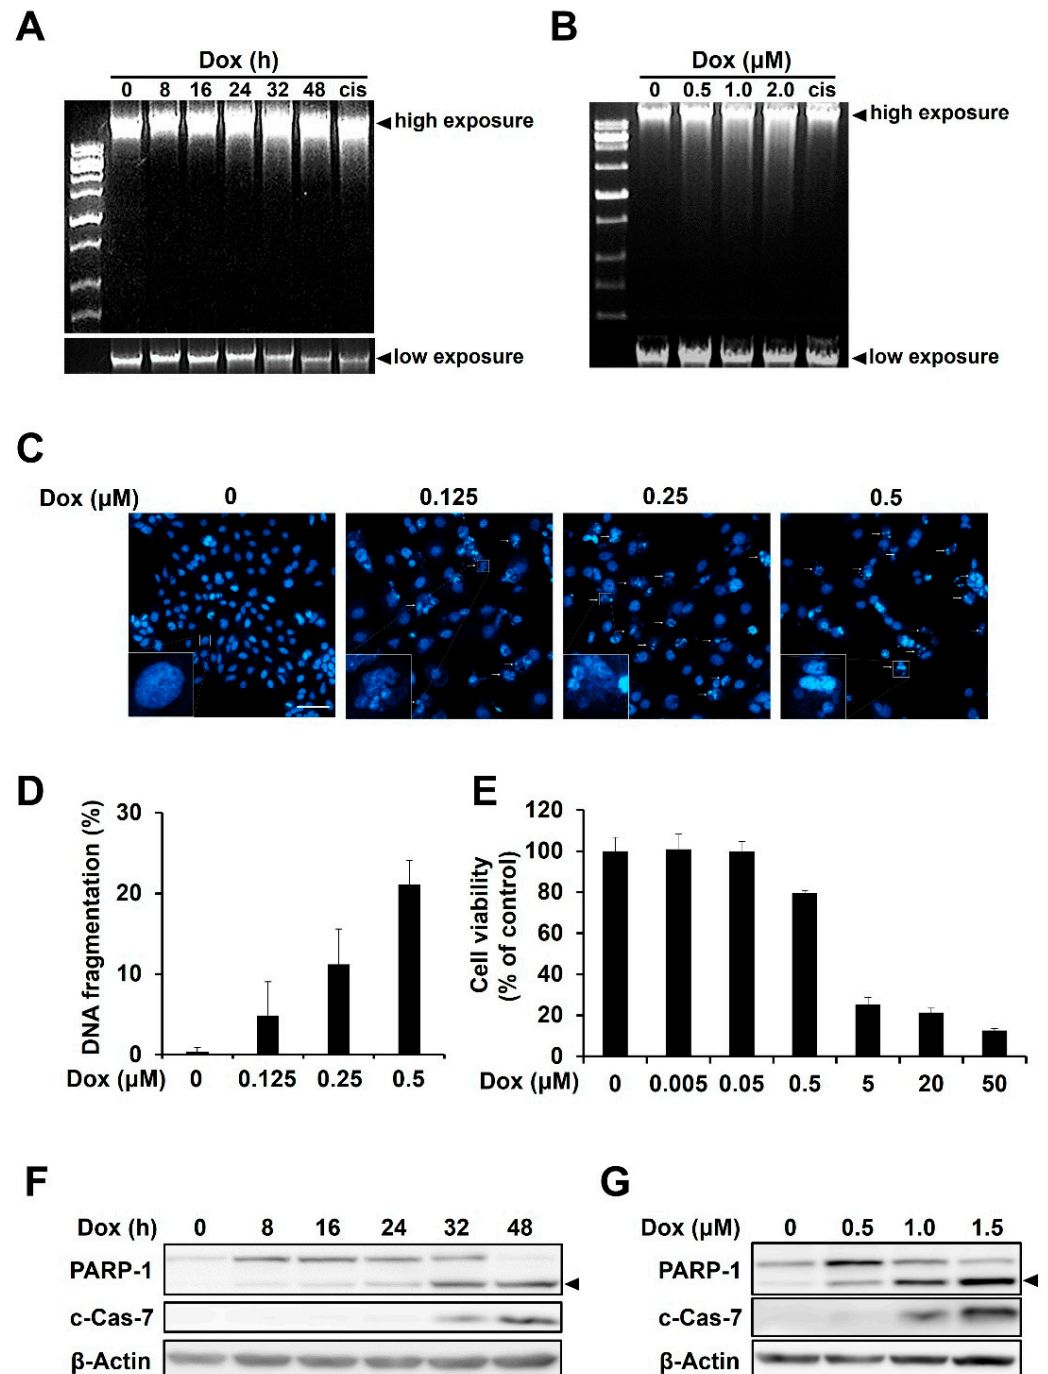 A
B
Dox (h)
Dox (µM)
0 8 16 24 32 48 cis
0 0.5 1.0 2.0 cis
high exposure
high exposure
low exposure
low exposure
C
Dox (µM) 0 0.125 0.25 0.5
D
E
DNA fragmentation (%)
30
20
10
0
Dox (µM) 0 0.125 0.25 0.5
Cell viability
(% of control)
120
100
80
60
40
20
0
Dox (µM) 0 0.005 0.05 0.5 5 20 50
F
G
Dox (h) 0 8 16 24 32 48
PARP-1
c-Cas-7
β-Actin
Dox (µM) 0 0.5 1.0 1.5
PARP-1
c-Cas-7
β-Actin